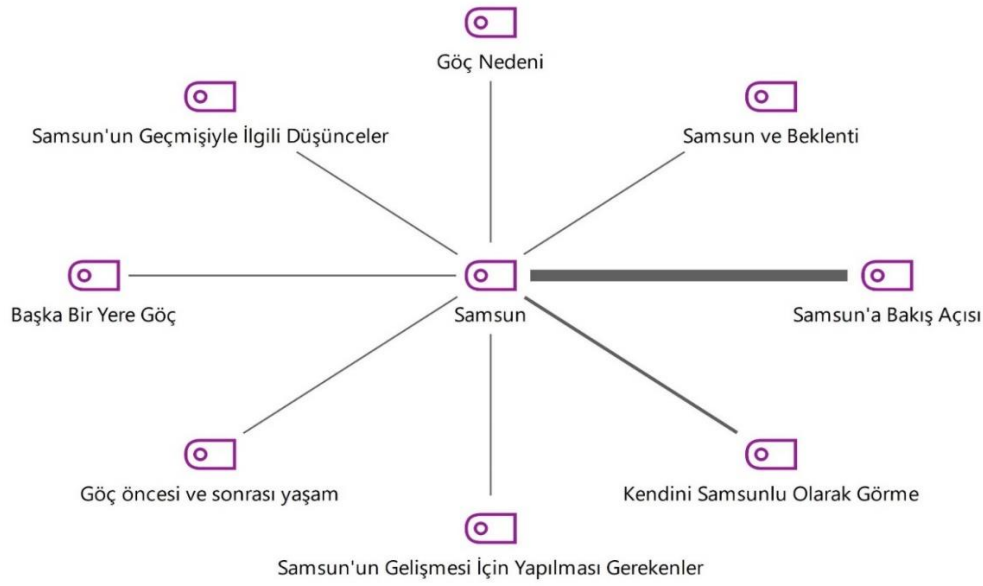 Göç Nedeni
Samsun'un Geçmişiyle İlgili Düşünceler
Samsun ve Beklenti
Başka Bir Yere Göç
Samsun
Samsun'a Bakış Açısı
Göç öncesi ve sonrası yaşam
Kendini Samsunlu Olarak Görme
Samsun'un Gelişmesi İçin Yapılması Gerekenler